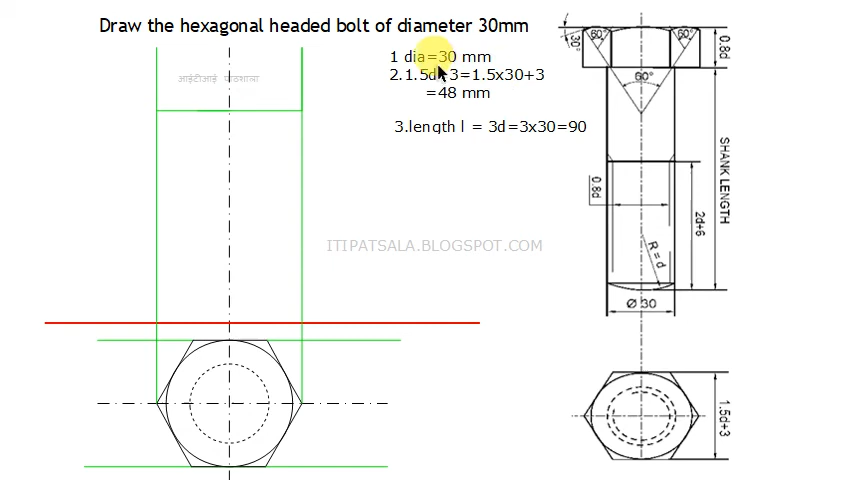 Draw the hexagonal headed bolt of diameter 30mm
आईटीआई पाठशाला
1 dia=30 mm
2.1.5d+3=1.5x30+3
=48 mm
3.length l = 3d=3x30=90
ITIPATSALA.BLOGSPOT.COM
60°
60°
30°
0.8d
60°
SHANK LENGTH
0.8d
2d+6
R = d
Ø 30
1.5d+3